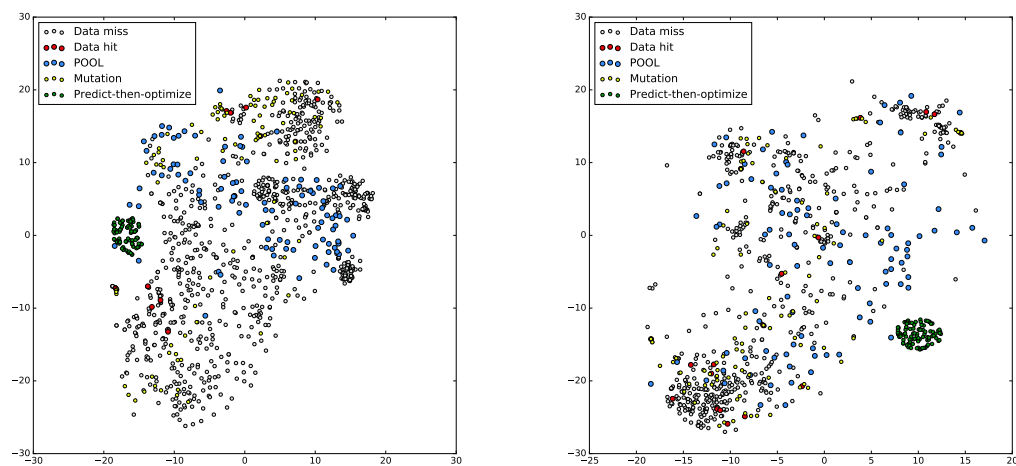 30
20
10
0
−10
−20
−30
−30 −20 −10 0 10 20 30
Data miss
Data hit
POOL
Mutation
Predict-then-optimize
30
20
10
0
−10
−20
−30
−25 −20 −15 −10 −5 0 5 10 15 20
Data miss
Data hit
POOL
Mutation
Predict-then-optimize